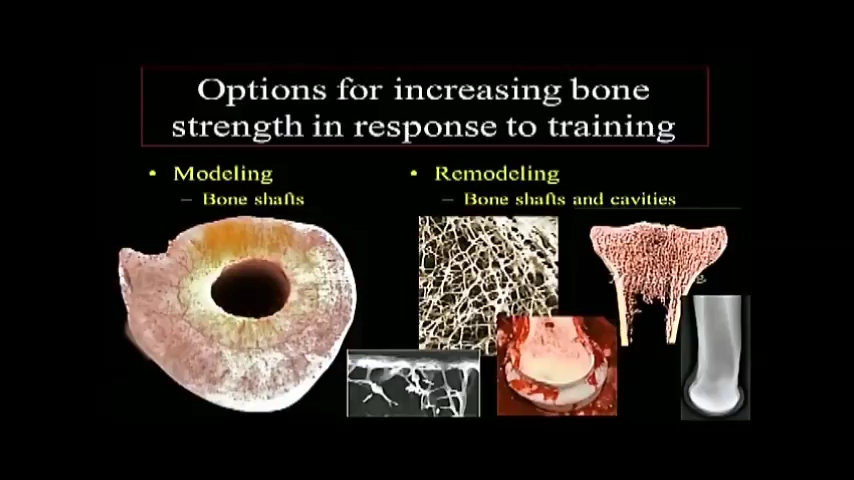 Options for increasing bone
strength in response to training
• Modeling
– Bone shafts
• Remodeling
– Bone shafts and cavities